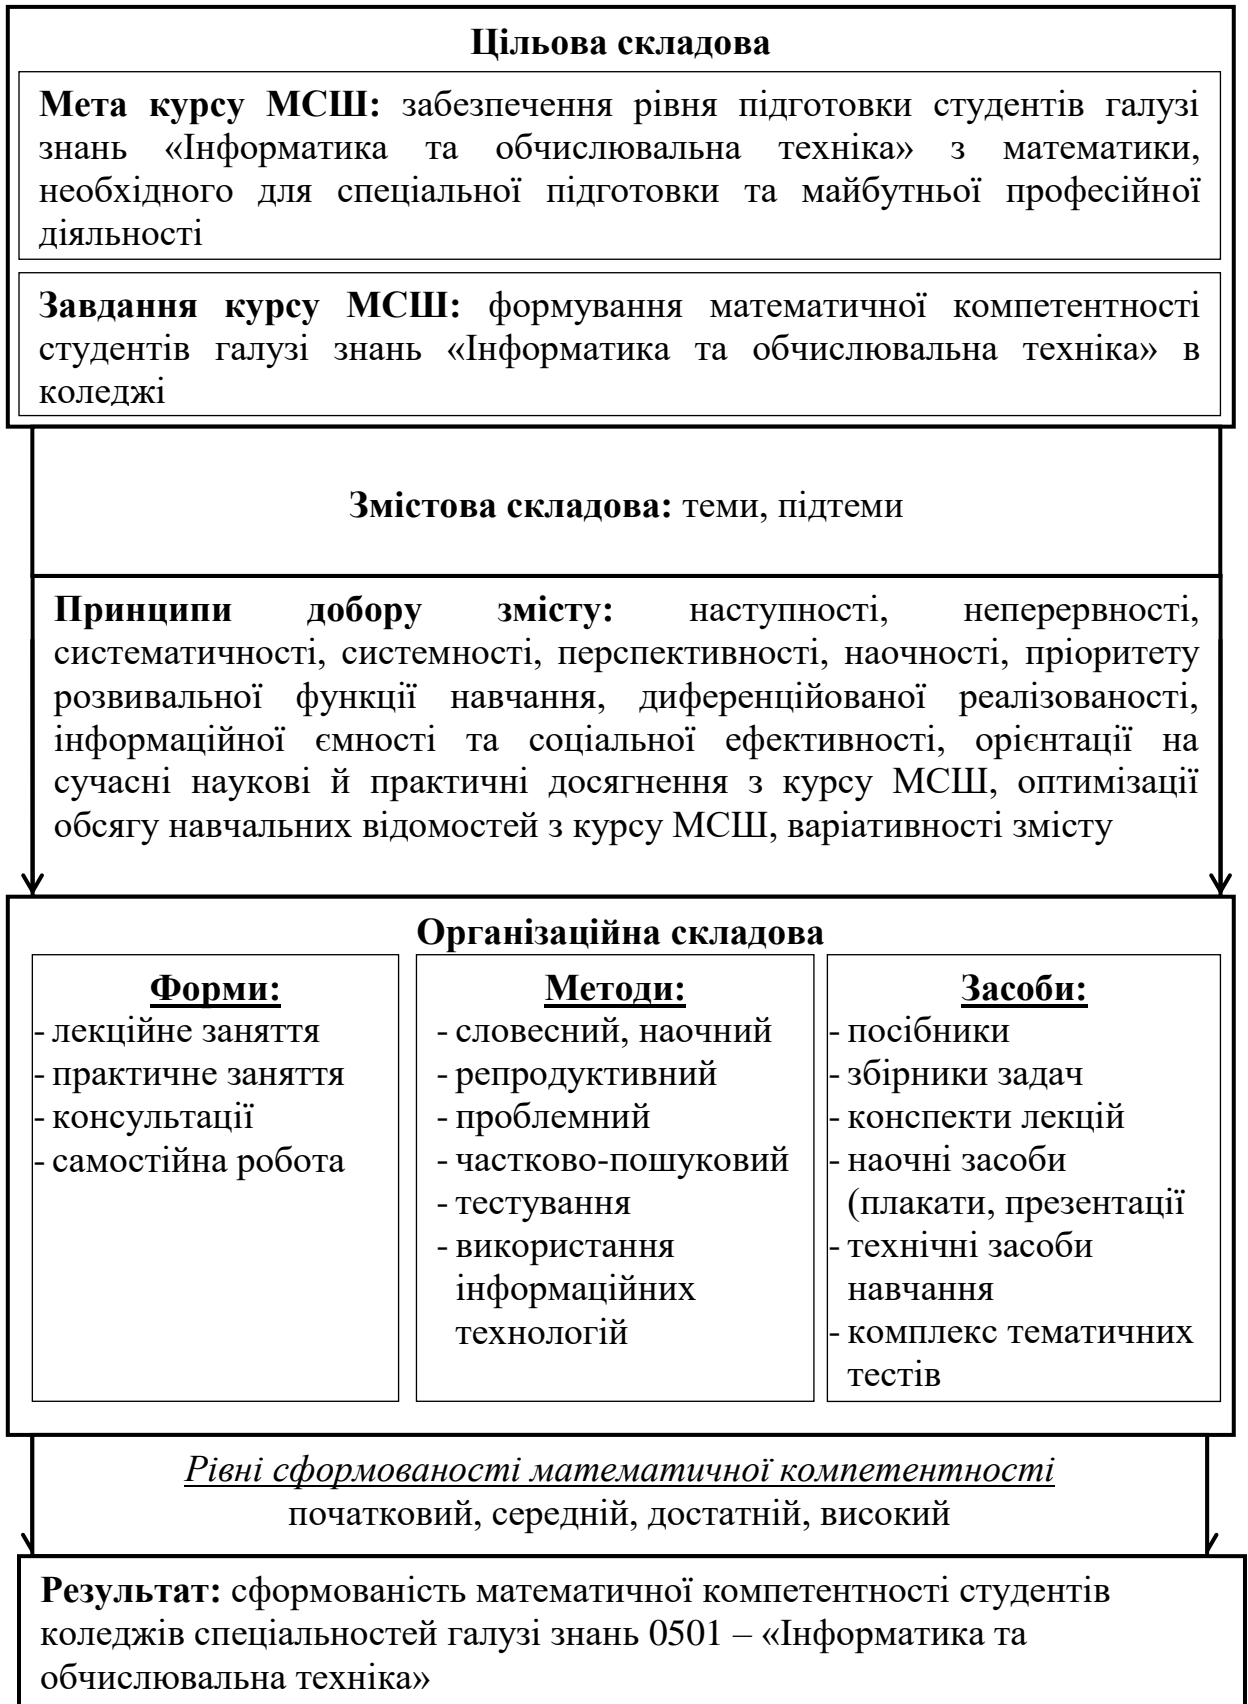 Цільова складова
Мета курсу МСШ: забезпечення рівня підготовки студентів галузі
знань «Інформатика та обчислювальна техніка» з математики,
необхідного для спеціальної підготовки та майбутньої професійної
діяльності
Завдання курсу МСШ: формування математичної компетентності
студентів галузі знань «Інформатика та обчислювальна техніка» в
коледжі
Змістова складова: теми, підтеми
Принципи добору змісту: наступності, неперервності,
систематичності, системності, перспективності, наочності, пріоритету
розвивальної функції навчання, диференційованої реалізованості,
інформаційної ємності та соціальної ефективності, орієнтації на
сучасні наукові й практичні досягнення з курсу МСШ, оптимізації
обсягу навчальних відомостей з курсу МСШ, варіативності змісту
Організаційна складова
Форми:
- лекційне заняття
- практичне заняття
- консультації
- самостійна робота
Методи:
- словесний, наочний
- репродуктивний
- проблемний
- частково-пошуковий
- тестування
- використання
інформаційних
технологій
Засоби:
- посібники
- збірники задач
- конспекти лекцій
- наочні засоби
(плакати, презентації
- технічні засоби
навчання
- комплекс тематичних
тестів
Рівні сформованості математичної компетентності
початковий, середній, достатній, високий
Результат: сформованість математичної компетентності студентів
коледжів спеціальностей галузі знань 0501 – «Інформатика та
обчислювальна техніка»